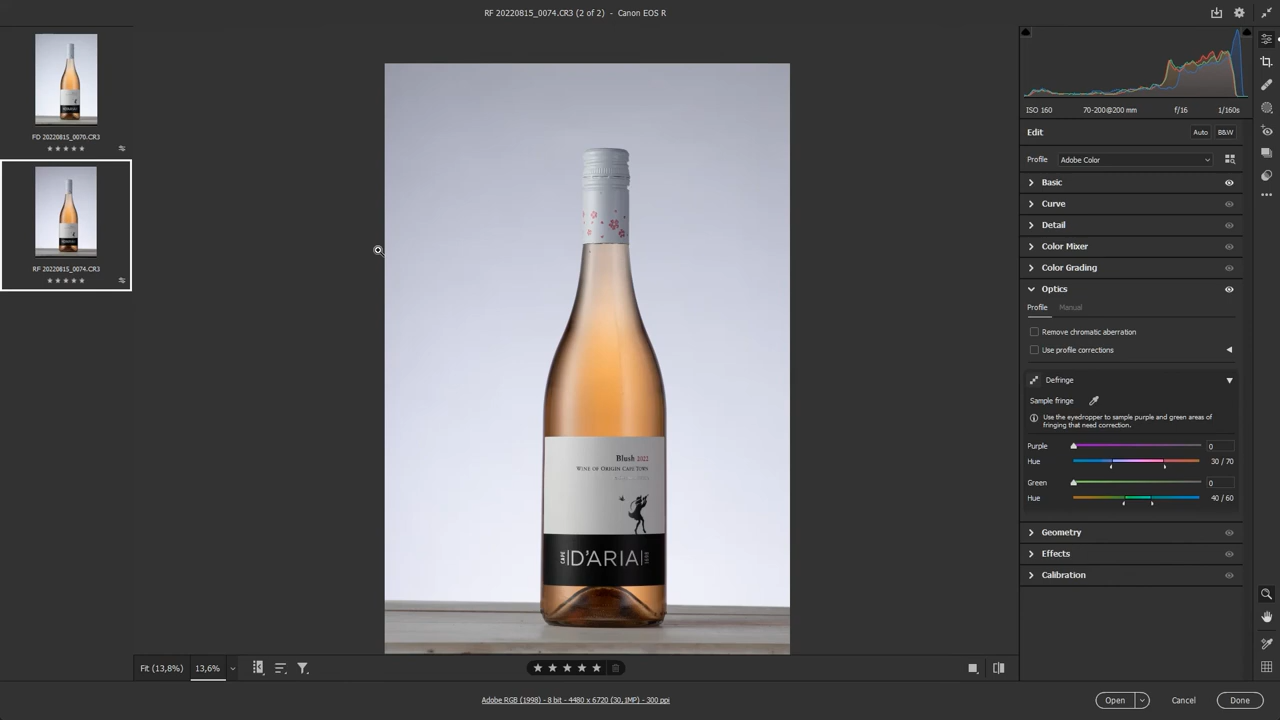 RF 20220815_0074.CR3 (2 of 2) - Canon EOS R
FD 20220815_0070.CR3
RF 20220815_0074.CR3
ISO 160 70-200@200 mm f/16 1/160s
Edit Auto B&W
Profile Adobe Color
Basic
Curve
Detail
Color Mixer
Color Grading
Optics
Profile Manual
Remove chromatic aberration
Use profile corrections
Defringe
Sample fringe
Use the eyedropper to sample purple and green areas of
fringing that need correction.
Purple 0
Hue 30 / 70
Green 0
Hue 40 / 60
Geometry
Effects
Calibration
Blush 2022
WINE OF ORIGIN CAPE TOWN
CAPE D'ARIA 1698
Fit (13,8%) 13,6%
Adobe RGB (1998) - 8 bit - 4480 x 6720 (30,1MP) - 300 ppi
Open Cancel Done